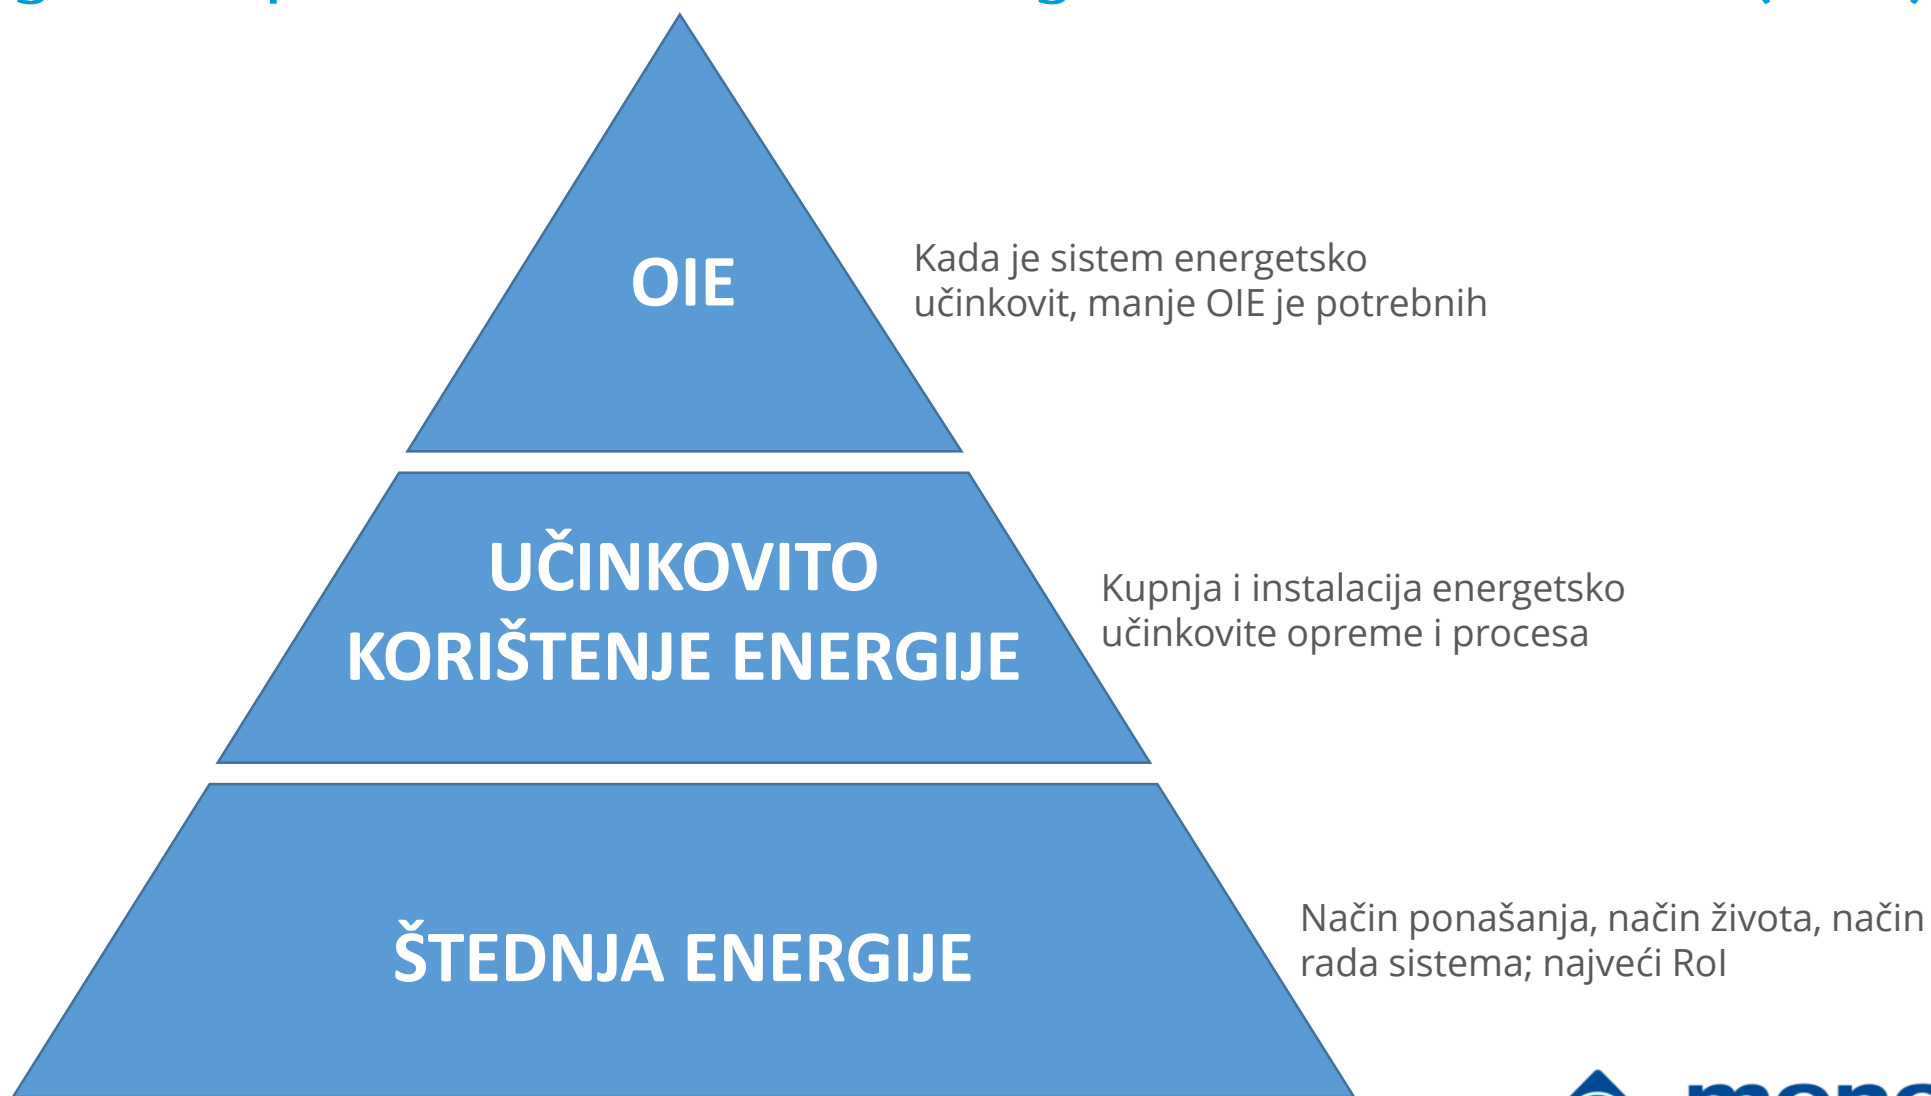 OIE
Kada je sistem energetsko
učinkovit, manje OIE je potrebnih
UČINKOVITO
KORIŠTENJE ENERGIJE
Kupnja i instalacija energetsko
učinkovite opreme i procesa
ŠTEDNJA ENERGIJE
Način ponašanja, način života, način
rada sistema; najveći RoI